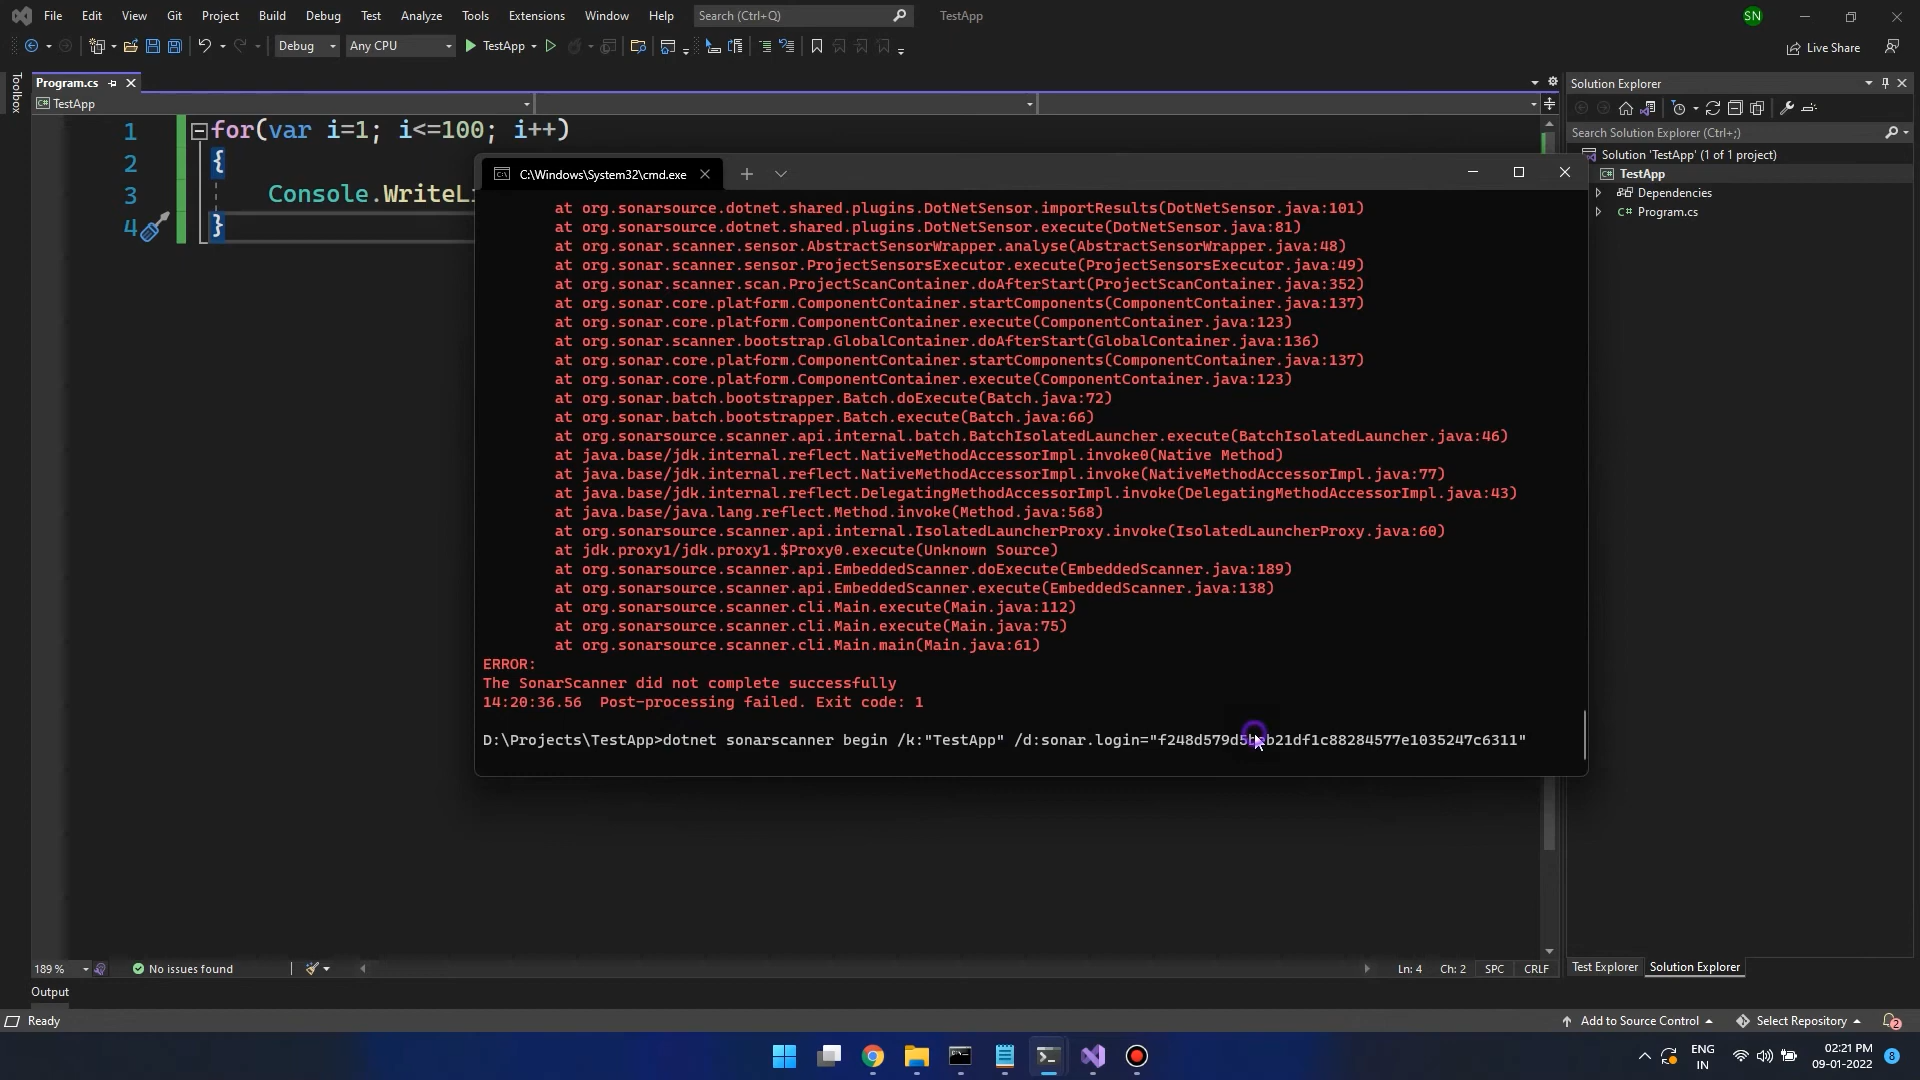 File Edit View Git Project Build Debug Test Analyze Tools Extensions Window Help Search (Ctrl+Q) TestApp SN
Debug Any CPU TestApp Live Share
Toolbox
Program.cs
TestApp
1 for(var i=1; i<=100; i++)
2 {
3 Console.WriteLi
4 }
C:\Windows\System32\cmd.exe
at org.sonarsource.dotnet.shared.plugins.DotNetSensor.importResults(DotNetSensor.java:101)
at org.sonarsource.dotnet.shared.plugins.DotNetSensor.execute(DotNetSensor.java:81)
at org.sonar.scanner.sensor.AbstractSensorWrapper.analyse(AbstractSensorWrapper.java:48)
at org.sonar.scanner.sensor.ProjectSensorsExecutor.execute(ProjectSensorsExecutor.java:49)
at org.sonar.scanner.scan.ProjectScanContainer.doAfterStart(ProjectScanContainer.java:352)
at org.sonar.core.platform.ComponentContainer.startComponents(ComponentContainer.java:137)
at org.sonar.core.platform.ComponentContainer.execute(ComponentContainer.java:123)
at org.sonar.scanner.bootstrap.GlobalContainer.doAfterStart(GlobalContainer.java:136)
at org.sonar.core.platform.ComponentContainer.startComponents(ComponentContainer.java:137)
at org.sonar.core.platform.ComponentContainer.execute(ComponentContainer.java:123)
at org.sonar.batch.bootstrapper.Batch.doExecute(Batch.java:72)
at org.sonar.batch.bootstrapper.Batch.execute(Batch.java:66)
at org.sonarsource.scanner.api.internal.batch.BatchIsolatedLauncher.execute(BatchIsolatedLauncher.java:46)
at java.base/jdk.internal.reflect.NativeMethodAccessorImpl.invoke0(Native Method)
at java.base/jdk.internal.reflect.NativeMethodAccessorImpl.invoke(NativeMethodAccessorImpl.java:77)
at java.base/jdk.internal.reflect.DelegatingMethodAccessorImpl.invoke(DelegatingMethodAccessorImpl.java:43)
at java.base/java.lang.reflect.Method.invoke(Method.java:568)
at org.sonarsource.scanner.api.internal.IsolatedLauncherProxy.invoke(IsolatedLauncherProxy.java:60)
at jdk.proxy1/jdk.proxy1.$Proxy0.execute(Unknown Source)
at org.sonarsource.scanner.api.EmbeddedScanner.doExecute(EmbeddedScanner.java:189)
at org.sonarsource.scanner.api.EmbeddedScanner.execute(EmbeddedScanner.java:138)
at org.sonarsource.scanner.cli.Main.execute(Main.java:112)
at org.sonarsource.scanner.cli.Main.execute(Main.java:75)
at org.sonarsource.scanner.cli.Main.main(Main.java:61)
ERROR:
The SonarScanner did not complete successfully
14:20:36.56 Post-processing failed. Exit code: 1
D:\Projects\TestApp>dotnet sonarscanner begin /k:"TestApp"
Solution Explorer
Search Solution Explorer (Ctrl+;)
Solution 'TestApp' (1 of 1 project)
TestApp
Dependencies
C# Program.cs
189 % No issues found Ln: 4 Ch: 2 SPC CRLF
Test Explorer Solution Explorer
Output
Ready Add to Source Control Select Repository 2
ENG
IN
02:21 PM
09-01-2022
8